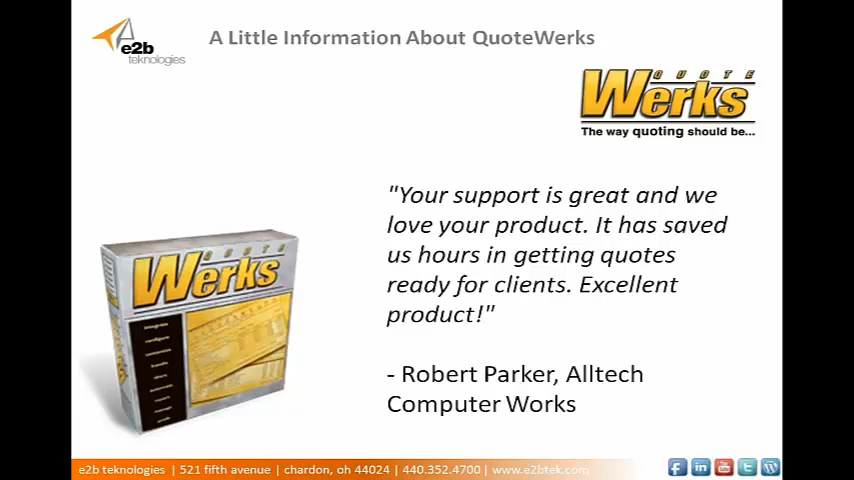 e2b
teknologies
A Little Information About QuoteWerks
QUOTE
Werks
The way quoting should be...
"Your support is great and we
love your product. It has saved
us hours in getting quotes
ready for clients. Excellent
product!"
- Robert Parker, Alltech
Computer Works
QUOTE
Werks
e2b teknologies | 521 fifth avenue | chardon, oh 44024 | 440.352.4700 | www.e2btek.com